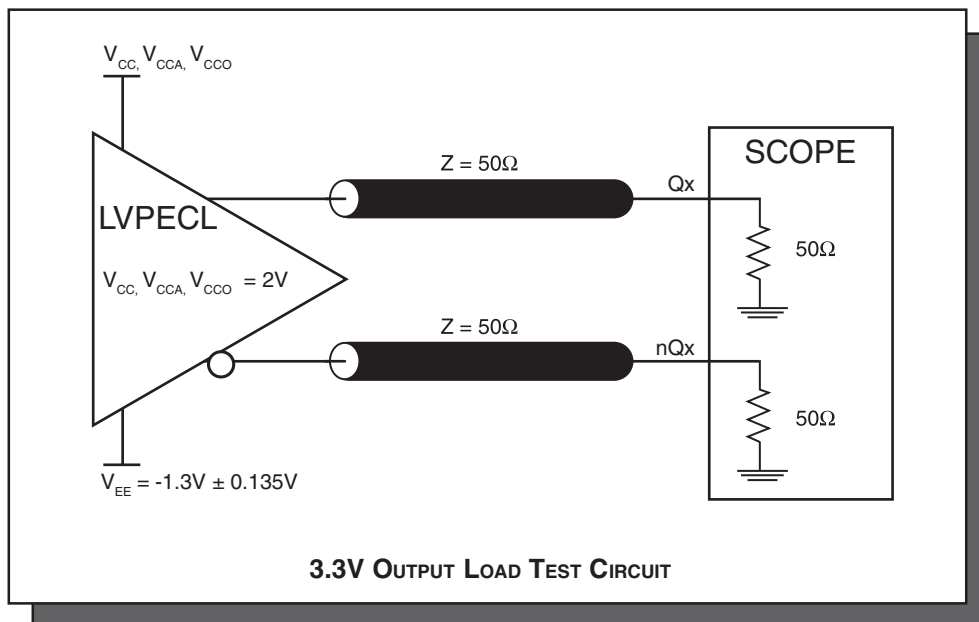 VCC, VCCA, VCCO
LVPECL
VCC, VCCA, VCCO = 2V
VEE = -1.3V ± 0.135V
Z = 50Ω
Qx
Z = 50Ω
nQx
SCOPE
50Ω
50Ω
3.3V OUTPUT LOAD TEST CIRCUIT